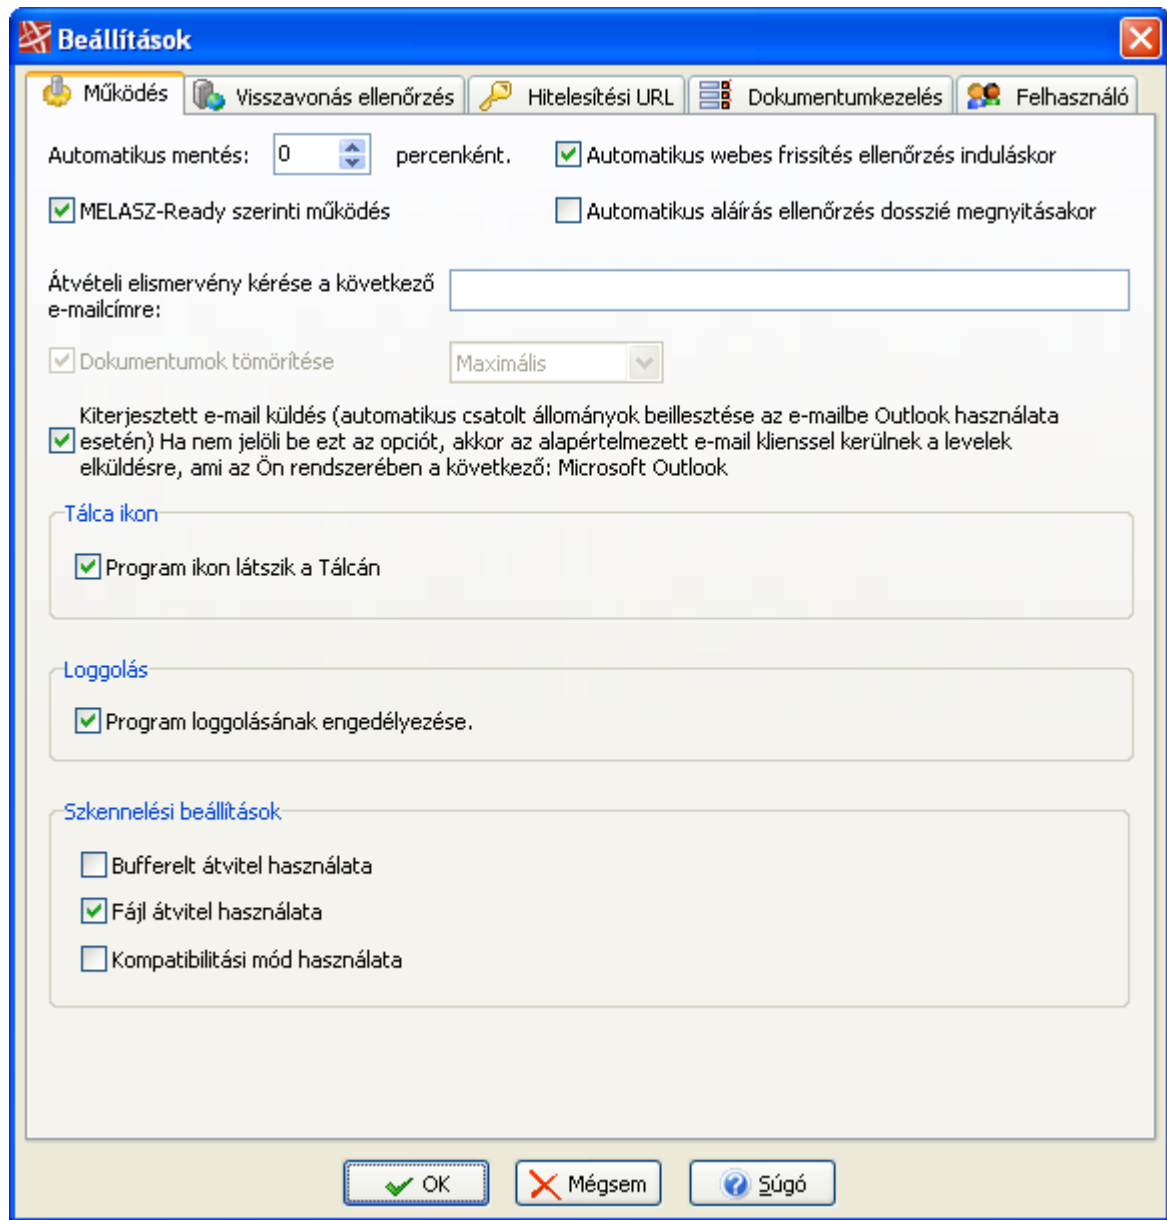 Beállítások
Működés
Visszavonás ellenőrzés
Hitelesítési URL
Dokumentumkezelés
Felhasználó
Automatikus mentés: 0 percenként.
Automatikus webes frissítés ellenőrzés induláskor
MELASZ-Ready szerinti működés
Automatikus aláírás ellenőrzés dosszié megnyitásakor
Átvételi elismervény kérése a következő
e-mailcímre:
Dokumentumok tömörítése
Maximális
Kiterjesztett e-mail küldés (automatikus csatolt állományok beillesztése az e-mailbe Outlook használata
esetén) Ha nem jelöli be ezt az opciót, akkor az alapértelmezett e-mail klienssel kerülnek a levelek
elküldésre, ami az Ön rendszerében a következő: Microsoft Outlook
Tálca ikon
Program ikon látszik a Tálcán
Loggolás
Program loggolásának engedélyezése.
Szkennelési beállítások
Bufferelt átvitel használata
Fájl átvitel használata
Kompatibilitási mód használata
OK
Mégsem
Súgó